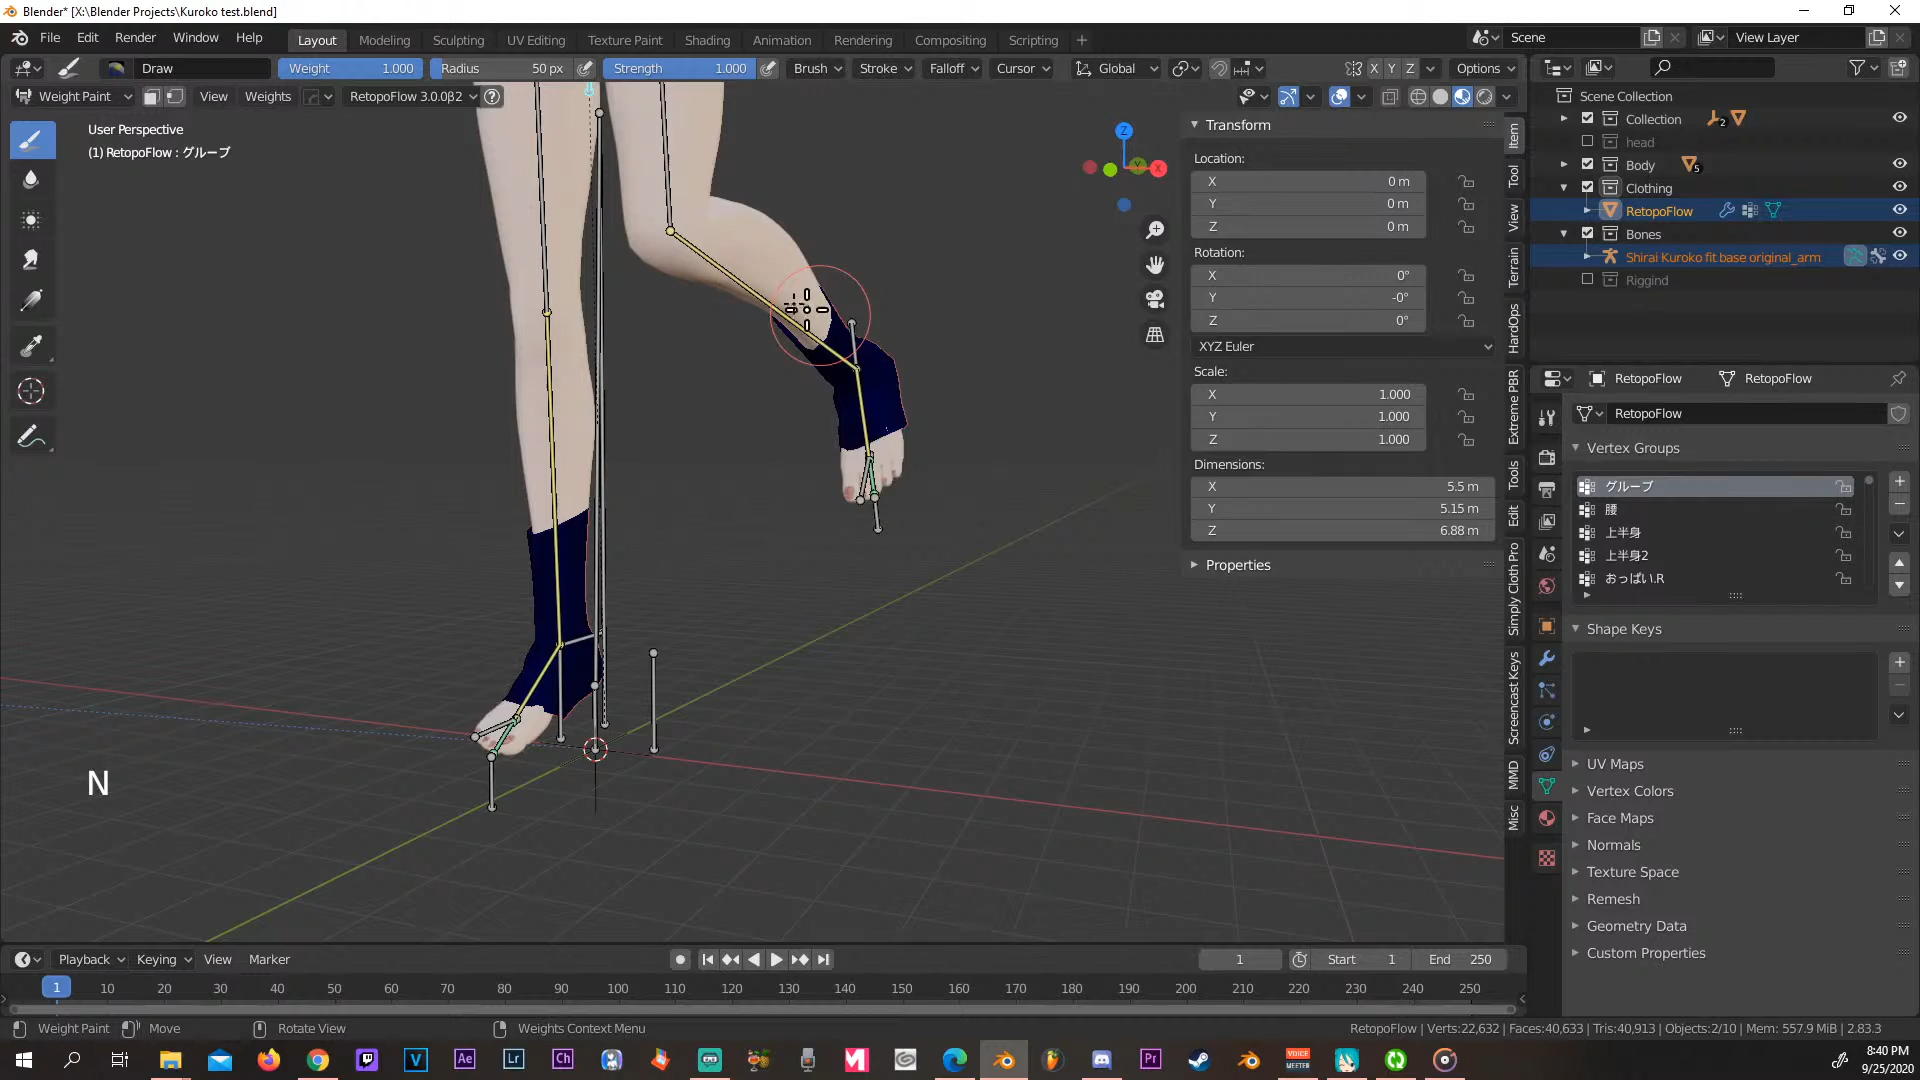 Blender* [X:\Blender Projects\Kuroko test.blend]
File Edit Render Window Help Layout Modeling Sculpting UV Editing Texture Paint Shading Animation Rendering Compositing Scripting + Scene View Layer
Draw Weight 1.000 Radius 50 px Strength 1.000 Brush Stroke Falloff Cursor Global X Y Z Options
Weight Paint View Weights RetopoFlow 3.0.0β2
User Perspective
(1) RetopoFlow : グループ
N
Z
Y
X
Transform
Location:
X 0 m
Y 0 m
Z 0 m
Rotation:
X 0°
Y -0°
Z 0°
XYZ Euler
Scale:
X 1.000
Y 1.000
Z 1.000
Dimensions:
X 5.5 m
Y 5.15 m
Z 6.88 m
Properties
Item
Tool
View
Terrain
HardOps
Extreme PBR
Tools
Edit
Simply Cloth Pro
Screencast Keys
MMD
Misc
Scene Collection
Collection 2
head
Body 5
Clothing
RetopoFlow
Bones
Shirai Kuroko fit base original_arm
Riggind
RetopoFlow RetopoFlow
RetopoFlow
Vertex Groups
グループ
腰
上半身
上半身2
おっぱい.R
Shape Keys
UV Maps
Vertex Colors
Face Maps
Normals
Texture Space
Remesh
Geometry Data
Custom Properties
Playback Keying View Marker 1 Start 1 End 250
1 10 20 30 40 50 60 70 80 90 100 110 120 130 140 150 160 170 180 190 200 210 220 230 240 250
Weight Paint Move Rotate View Weights Context Menu RetopoFlow | Verts:22,632 | Faces:40,633 | Tris:40,913 | Objects:2/10 | Mem: 557.9 MiB | 2.83.3
V Ae Lr Ch Pr VOICE MEETER
8:40 PM
9/25/2020